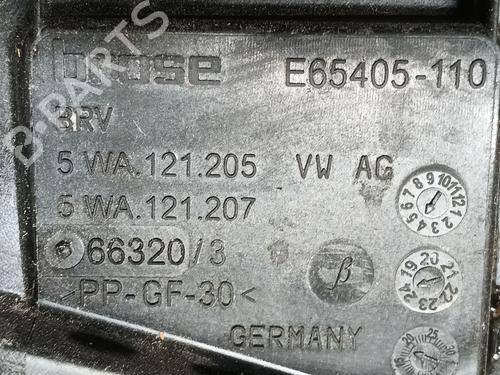 brose E65405-110
3RV
5 WA.121.205 VW AG
5 WA.121.207
66320/3
β
>PP-GF-30<
GERMANY
B-PARTS